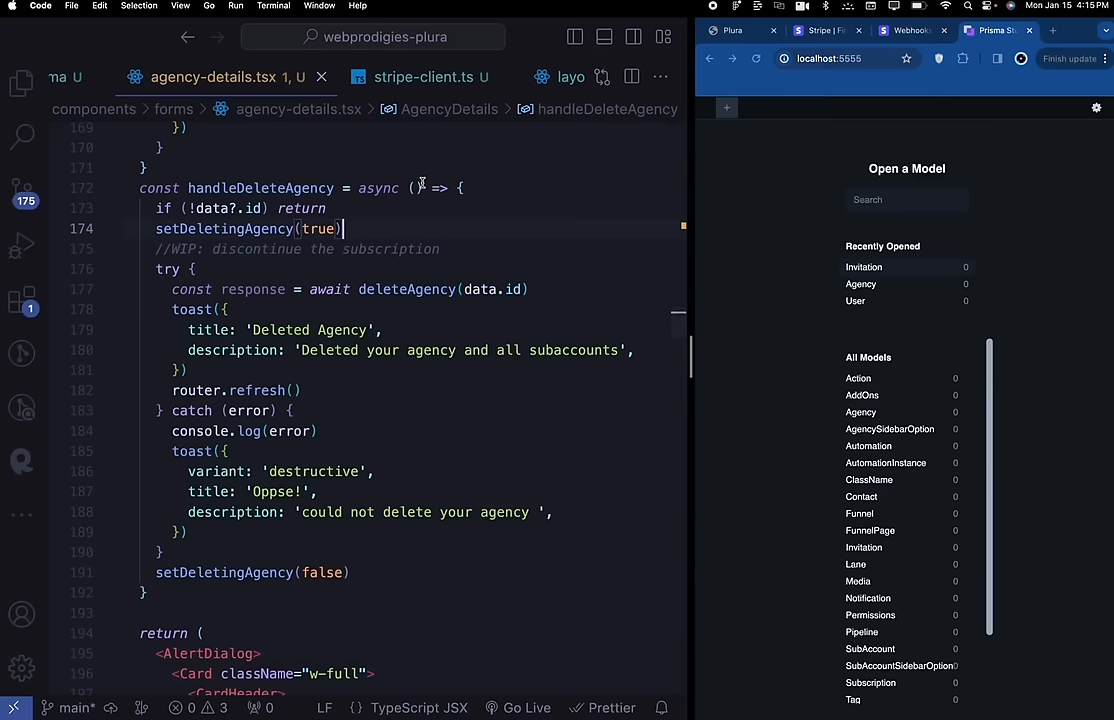 Code File Edit Selection View Go Run Terminal Window Help
Mon Jan 15 4:15 PM
webprodigies-plura
ma U
agency-details.tsx 1, U
stripe-client.ts U
layo
components > forms > agency-details.tsx > AgencyDetails > handleDeleteAgency
169 })
170 }
171 }
172 const handleDeleteAgency = async () => {
173 if (!data?.id) return
174 setDeletingAgency(true)
175 //WIP: discontinue the subscription
176 try {
177 const response = await deleteAgency(data.id)
178 toast({
179 title: 'Deleted Agency',
180 description: 'Deleted your agency and all subaccounts',
181 })
182 router.refresh()
183 } catch (error) {
184 console.log(error)
185 toast({
186 variant: 'destructive',
187 title: 'Oppse!',
188 description: 'could not delete your agency ',
189 })
190 }
191 setDeletingAgency(false)
192 }
193
194 return (
195 <AlertDialog>
196 <Card className="w-full">
197 <CardHeader>
175
1
main* 0 3 0 LF {} TypeScript JSX Go Live Prettier
Plura
Stripe | Fi
Webhooks
Prisma Stu
localhost:5555
Finish update
Open a Model
Search
Recently Opened
Invitation 0
Agency 0
User 0
All Models
Action 0
AddOns 0
Agency 0
AgencySidebarOption 0
Automation 0
AutomationInstance 0
ClassName 0
Contact 0
Funnel 0
FunnelPage 0
Invitation 0
Lane 0
Media 0
Notification 0
Permissions 0
Pipeline 0
SubAccount 0
SubAccountSidebarOption 0
Subscription 0
Tag 0